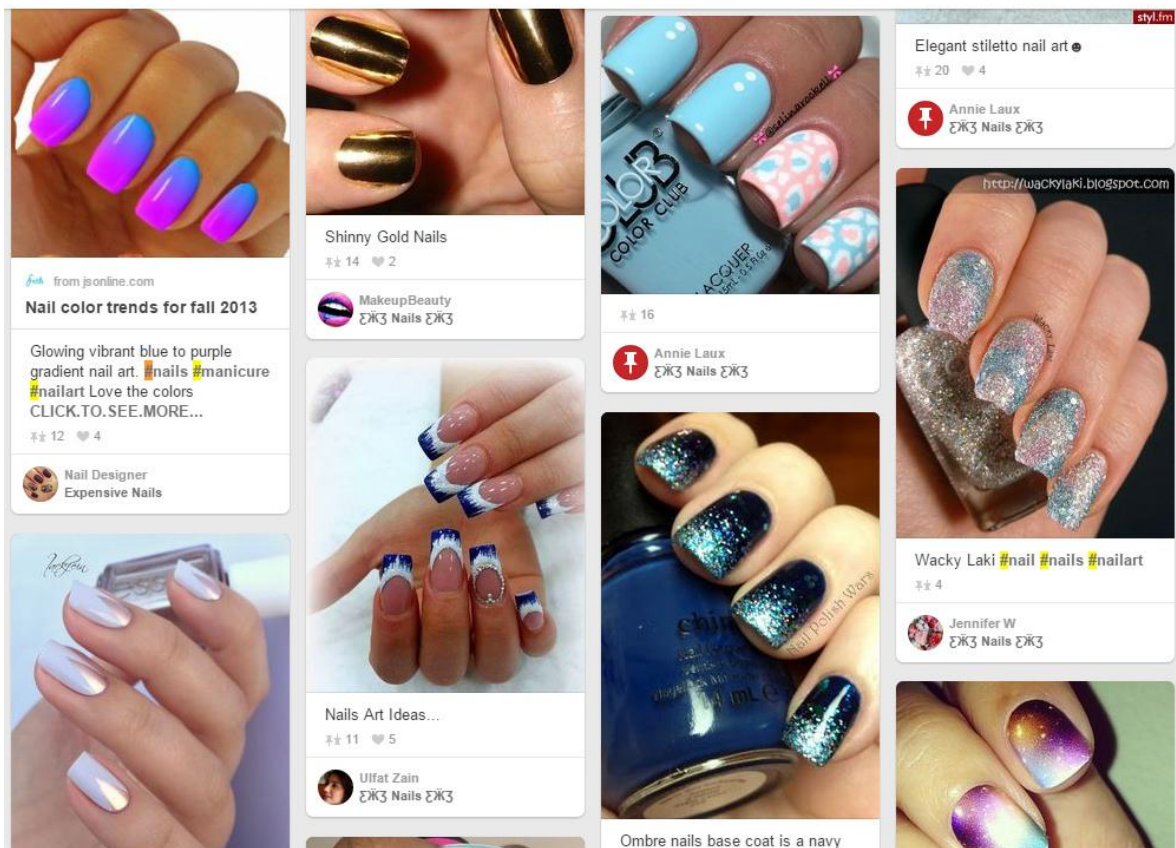 from jsonline.com
Nail color trends for fall 2013
Glowing vibrant blue to purple
gradient nail art. #nails #manicure
#nailart Love the colors
CLICK.TO.SEE.MORE...
12 4
Nail Designer
Expensive Nails
Shinny Gold Nails
14 2
MakeupBeauty
ƸӜƷ Nails ƸӜƷ
Nails Art Ideas...
11 5
Ulfat Zain
ƸӜƷ Nails ƸӜƷ
COLOR CLUB
LACQUER
16
Annie Laux
ƸӜƷ Nails ƸӜƷ
Nail Polish Wars
Ombre nails base coat is a navy
styl.fm
Elegant stiletto nail art☻
20 4
Annie Laux
ƸӜƷ Nails ƸӜƷ
http://wackylaki.blogspot.com
Wacky Laki
Wacky Laki #nail #nails #nailart
4
Jennifer W
ƸӜƷ Nails ƸӜƷ